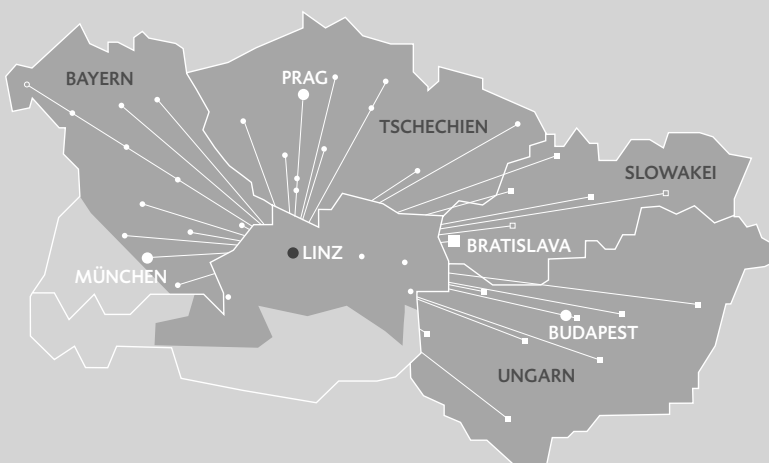 BAYERN
PRAG
TSCHECHIEN
SLOWAKEI
BRATISLAVA
LINZ
MÜNCHEN
BUDAPEST
UNGARN